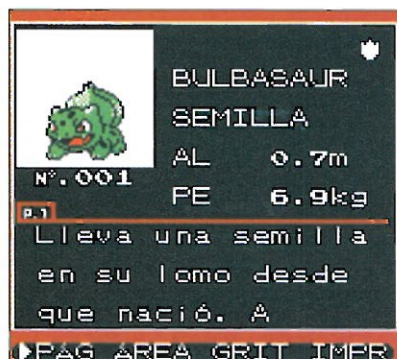 BULBASAUR
SEMILLA
AL 0.7m
Nº.001
PE 6.9kg
P.1
Lleva una semilla
en su lomo desde
que nació. A
▶PAG AREA GRIT IMPR